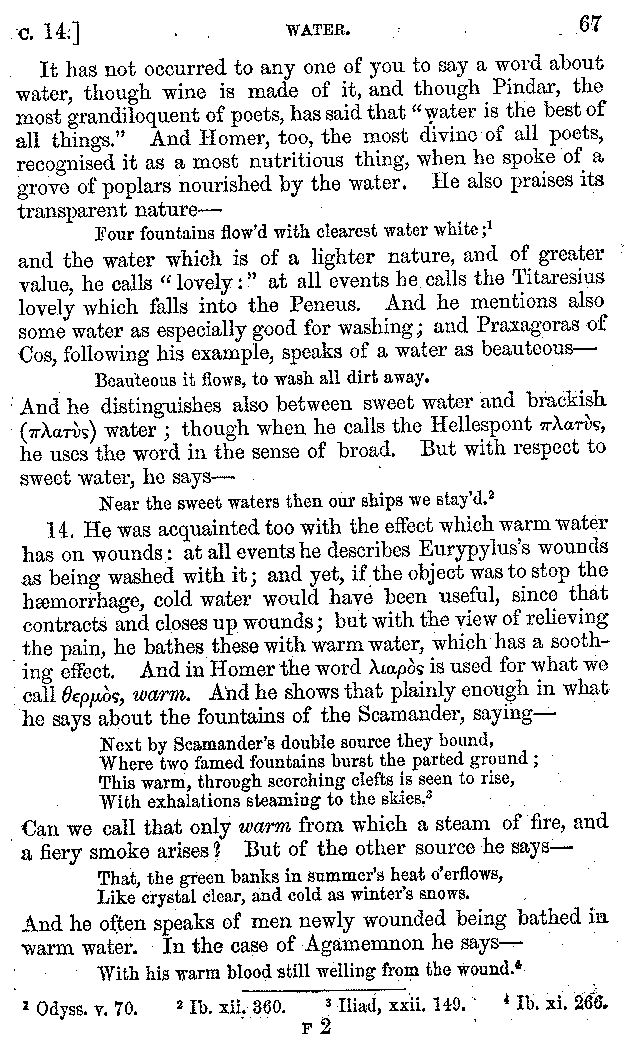 C. 14.] WATER. 67
It has not occurred to any one of you to say a word about
water, though wine is made of it, and though Pindar, the
most grandiloquent of poets, has said that “water is the best of
all things.” And Homer, too, the most divine of all poets,
recognised it as a most nutritious thing, when he spoke of a
grove of poplars nourished by the water. He also praises its
transparent nature—
Four fountains flow'd with clearest water white;¹
and the water which is of a lighter nature, and of greater
value, he calls “lovely:” at all events he calls the Titaresius
lovely which falls into the Peneus. And he mentions also
some water as especially good for washing; and Praxagoras of
Cos, following his example, speaks of a water as beauteous—
Beauteous it flows, to wash all dirt away.
And he distinguishes also between sweet water and brackish
(πλατὺς) water; though when he calls the Hellespont πλατὺς,
he uses the word in the sense of broad. But with respect to
sweet water, he says—
Near the sweet waters then our ships we stay'd.²
14. He was acquainted too with the effect which warm water
has on wounds: at all events he describes Eurypylus's wounds
as being washed with it; and yet, if the object was to stop the
hæmorrhage, cold water would have been useful, since that
contracts and closes up wounds; but with the view of relieving
the pain, he bathes these with warm water, which has a sooth-
ing effect. And in Homer the word λιαρὸς is used for what we
call θερμὸς, warm. And he shows that plainly enough in what
he says about the fountains of the Scamander, saying—
Next by Scamander's double source they bound,
Where two famed fountains burst the parted ground;
This warm, through scorching clefts is seen to rise,
With exhalations steaming to the skies.³
Can we call that only warm from which a steam of fire, and
a fiery smoke arises? But of the other source he says—
That, the green banks in summer's heat o'erflows,
Like crystal clear, and cold as winter's snows.
And he often speaks of men newly wounded being bathed in
warm water. In the case of Agamemnon he says—
With his warm blood still welling from the wound.⁴
¹ Odyss. v. 70. ² Ib. xii. 360. ³ Iliad, xxii. 149. ⁴ Ib. xi. 266.
F 2